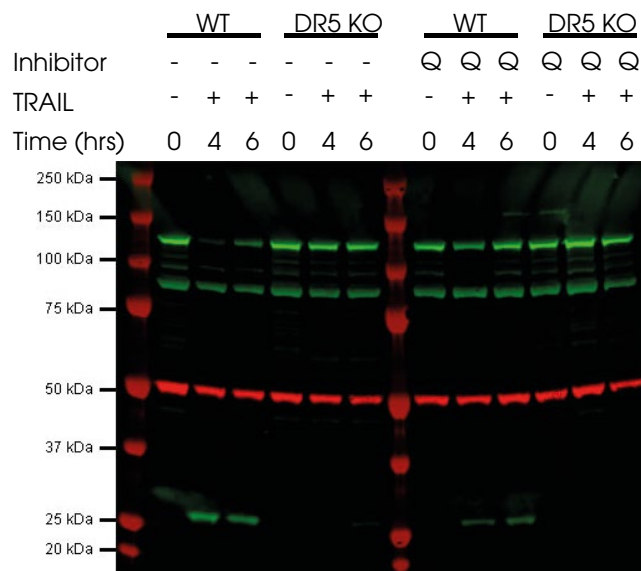 WT DR5 KO WT DR5 KO
Inhibitor - - - - - - Q Q Q Q Q Q
TRAIL - + + - + + - + + - + +
Time (hrs) 0 4 6 0 4 6 0 4 6 0 4 6
250 kDa
150 kDa
100 kDa
75 kDa
50 kDa
37 kDa
25 kDa
20 kDa